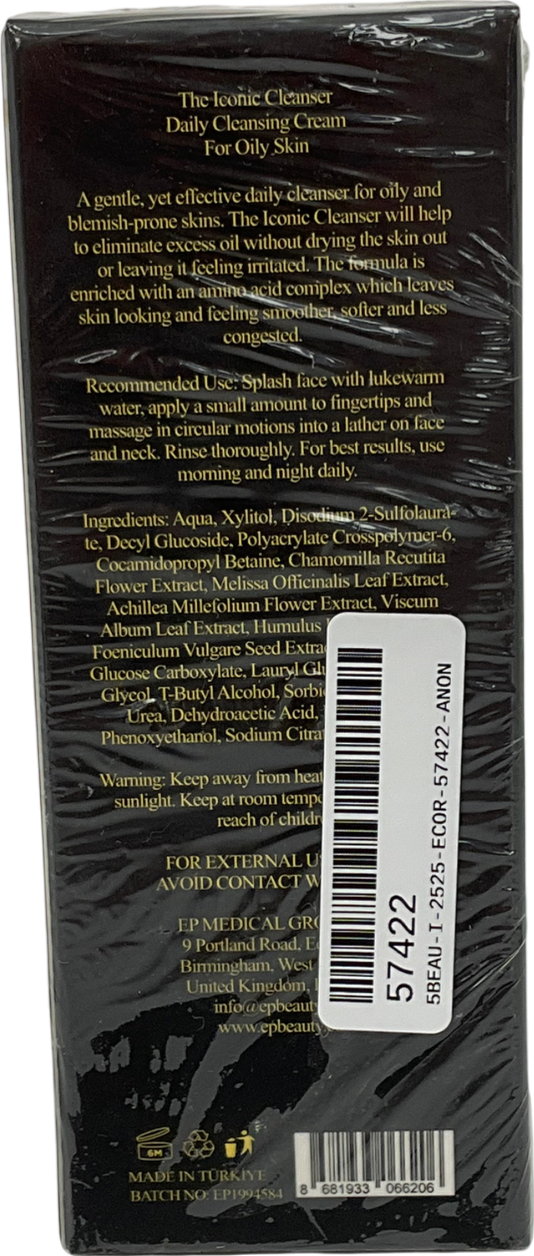 The Iconic Cleanser
Daily Cleansing Cream
For Oily Skin
A gentle, yet effective daily cleanser for oily and
blemish-prone skins. The Iconic Cleanser will help
to eliminate excess oil without drying the skin out
or leaving it feeling irritated. The formula is
enriched with an amino acid complex which leaves
skin looking and feeling smoother, softer and less
congested.
Recommended Use: Splash face with lukewarm
water, apply a small amount to fingertips and
massage in circular motions into a lather on face
and neck. Rinse thoroughly. For best results, use
morning and night daily.
Ingredients: Aqua, Xylitol, Disodium 2-Sulfolaura-
te, Decyl Glucoside, Polyacrylate Crosspolymer-6,
Cocamidopropyl Betaine, Chamomilla Recutita
Flower Extract, Melissa Officinalis Leaf Extract,
Achillea Millefolium Flower Extract, Viscum
Album Leaf Extract, Humulus
Foeniculum Vulgare Seed
Glucose Carboxylate, Lauryl
Glycol, T-Butyl Alcohol,
Urea, Dehydroacetic Acid,
Phenoxyethanol, Sodium
Warning: Keep away from heat
sunlight. Keep at room
reach of
FOR EXTERNAL
AVOID CONTACT
EP MEDICAL
9 Portland Road,
Birmingham, West
United Kingdom,
info@epbeauty
www.epbeauty
57422
5BEAU-I-2525-ECOR-57422-ANON
6M
MADE IN TÜRKİYE
BATCH NO: EP1994584
8 681933 066206